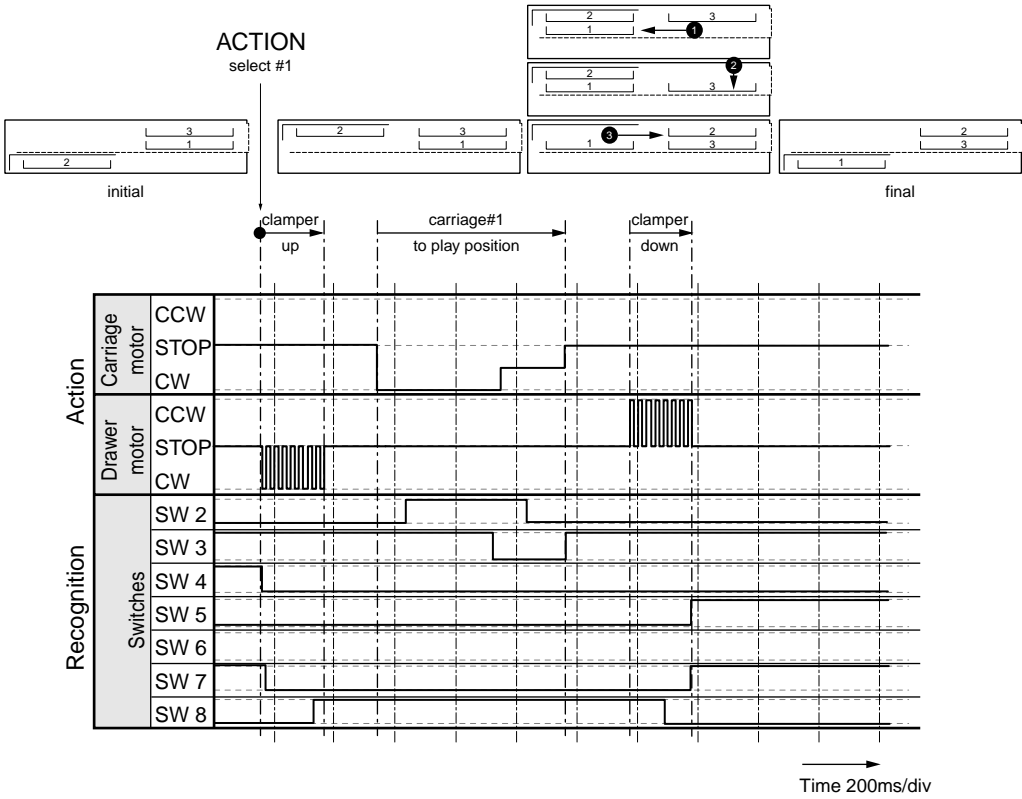 ACTION
select #1
2 3
1 1
2
1 3 2
3
1
2
initial
2 3
1
3 2
1 3
2
3
1
final
clamper
up
carriage#1
to play position
clamper
down
Action
Carriage
motor
CCW
STOP
CW
Drawer
motor
CCW
STOP
CW
Recognition
Switches
SW 2
SW 3
SW 4
SW 5
SW 6
SW 7
SW 8
Time 200ms/div